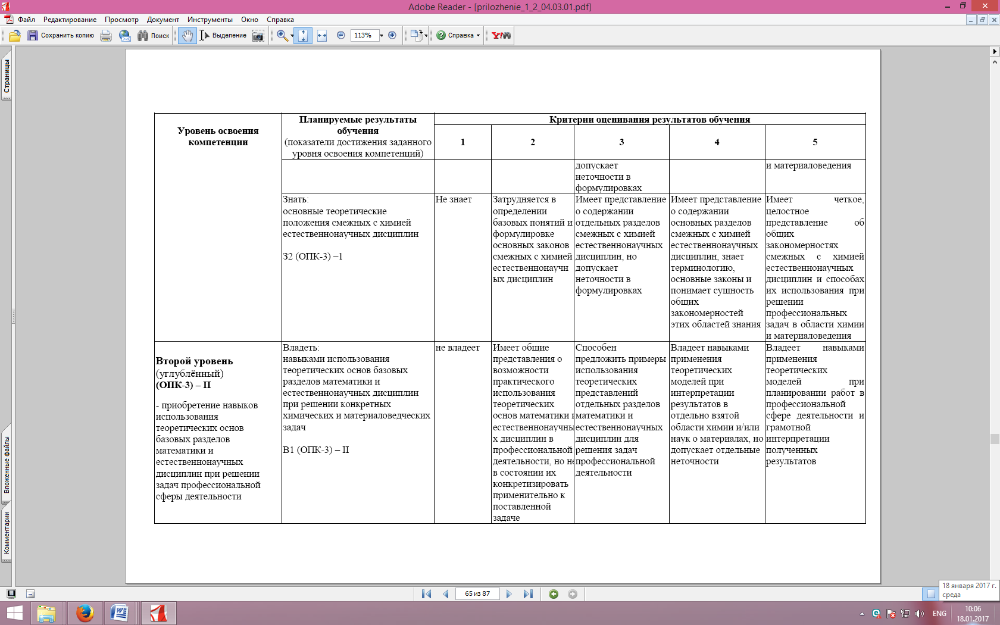 Adobe Reader - [prilozhenie_1_2_04.03.01.pdf]
Файл Редактирование Просмотр Документ Инструменты Окно Справка
Сохранить копию Поиск Выделение 113% Справка Y!
Страницы
Вложенные файлы
Комментарии
Уровень освоения
компетенции
Планируемые результаты
обучения
(показатели достижения заданного
уровня освоения компетенций)
Критерии оценивания результатов обучения
1 2 3 4 5
допускает
неточности в
формулировках
и материаловедения
Знать:
основные теоретические
положения смежных с химией
естественнонаучных дисциплин
З2 (ОПК-3) –1
Не знает
Затрудняется в
определении
базовых понятий и
формулировке
основных законов
смежных с химией
естественнонаучн
ых дисциплин
Имеет представление
о содержании
отдельных разделов
смежных с химией
естественнонаучных
дисциплин, но
допускает
неточности в
формулировках
Имеет представление
о содержании
основных разделов
смежных с химией
естественнонаучных
дисциплин, знает
терминологию,
основные законы и
понимает сущность
общих
закономерностей
этих областей знания
Имеет четкое,
целостное
представление об
общих
закономерностях
смежных с химией
естественнонаучных
дисциплин и способах
их использования при
решении
профессиональных
задач в области химии
и материаловедения
Второй уровень
(углублённый)
(ОПК-3) – II
- приобретение навыков
использования
теоретических основ
базовых разделов
математики и
естественнонаучных
дисциплин при решении
задач профессиональной
сферы деятельности
Владеть:
навыками использования
теоретических основ базовых
разделов математики и
естественнонаучных дисциплин
при решении конкретных
химических и материаловедческих
задач
В1 (ОПК-3) – II
не владеет
Имеет общие
представления о
возможности
практического
использования
теоретических
основ математики и
естественнонаучны
х дисциплин в
профессиональной
деятельности, но не
в состоянии их
конкретизировать
применительно к
поставленной
задаче
Способен
предложить примеры
использования
теоретических
представлений
отдельных разделов
математики и
естественнонаучных
дисциплин для
решения задач
профессиональной
деятельности
Владеет навыками
применения
теоретических
моделей при
интерпретации
результатов в
отдельно взятой
области химии и/или
наук о материалах, но
допускает отдельные
неточности
Владеет навыками
применения
теоретических
моделей при
планировании работ в
профессиональной
сфере деятельности и
грамотной
интерпретации
полученных
результатов
65 из 87
18 января 2017 г.
среда
ENG
10:06
18.01.2017